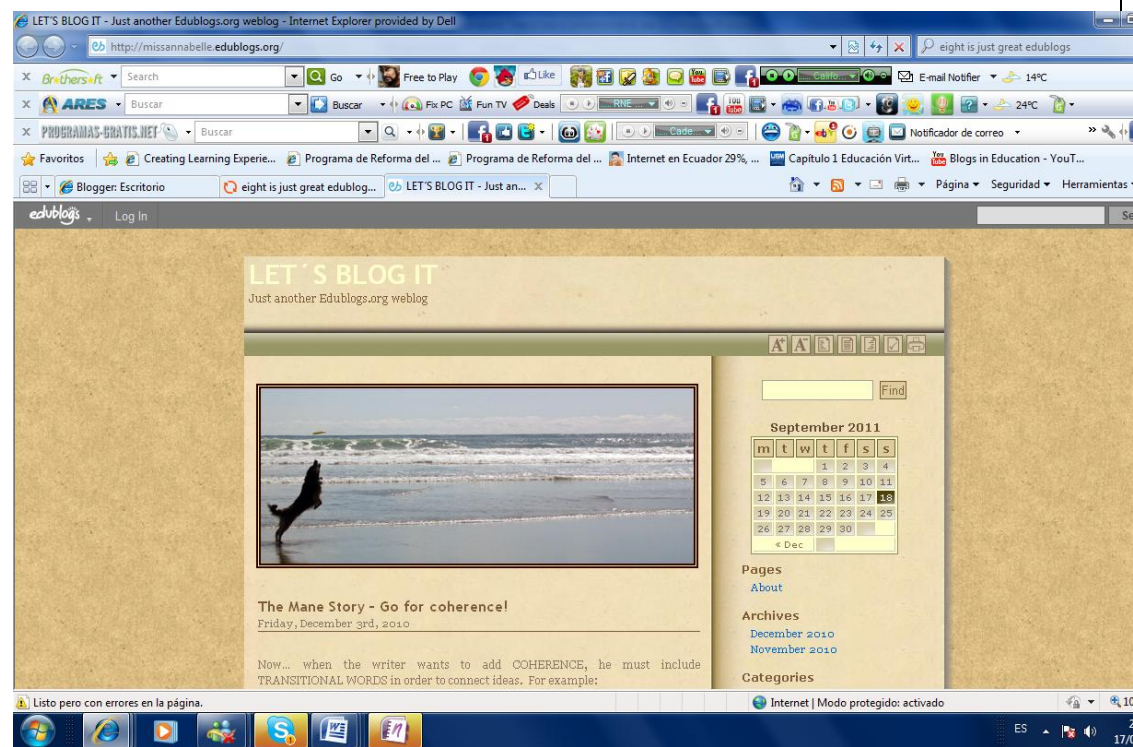 LET'S BLOG IT - Just another Edublogs.org weblog - Internet Explorer provided by Dell
http://missannabelle.edublogs.org/
eight is just great edublogs
x Brothersoft Search Go Free to Play Like Califo... E-mail Notifier 14ºC
x ARES Buscar Buscar Fix PC Fun TV Deals RNE ... 24ºC
x PROGRAMAS-GRATIS.NET Buscar Cade... Notificador de correo »
Favoritos Creating Learning Experie... Programa de Reforma del ... Programa de Reforma del ... Internet en Ecuador 29%, ... Capítulo 1 Educación Virt... Blogs in Education - YouT...
Blogger: Escritorio eight is just great edublog... LET'S BLOG IT - Just an... x Página Seguridad Herramientas
edublogs Log In Se
LET´S BLOG IT
Just another Edublogs.org weblog
A+ A-
Find
September 2011
m t w t f s s
1 2 3 4
5 6 7 8 9 10 11
12 13 14 15 16 17 18
19 20 21 22 23 24 25
26 27 28 29 30
« Dec
Pages
About
Archives
December 2010
November 2010
Categories
The Mane Story – Go for coherence!
Friday, December 3rd, 2010
Now... when the writer wants to add COHERENCE, he must include
TRANSITIONAL WORDS in order to connect ideas. For example:
Listo pero con errores en la página. Internet | Modo protegido: activado 10
ES 2
17/0